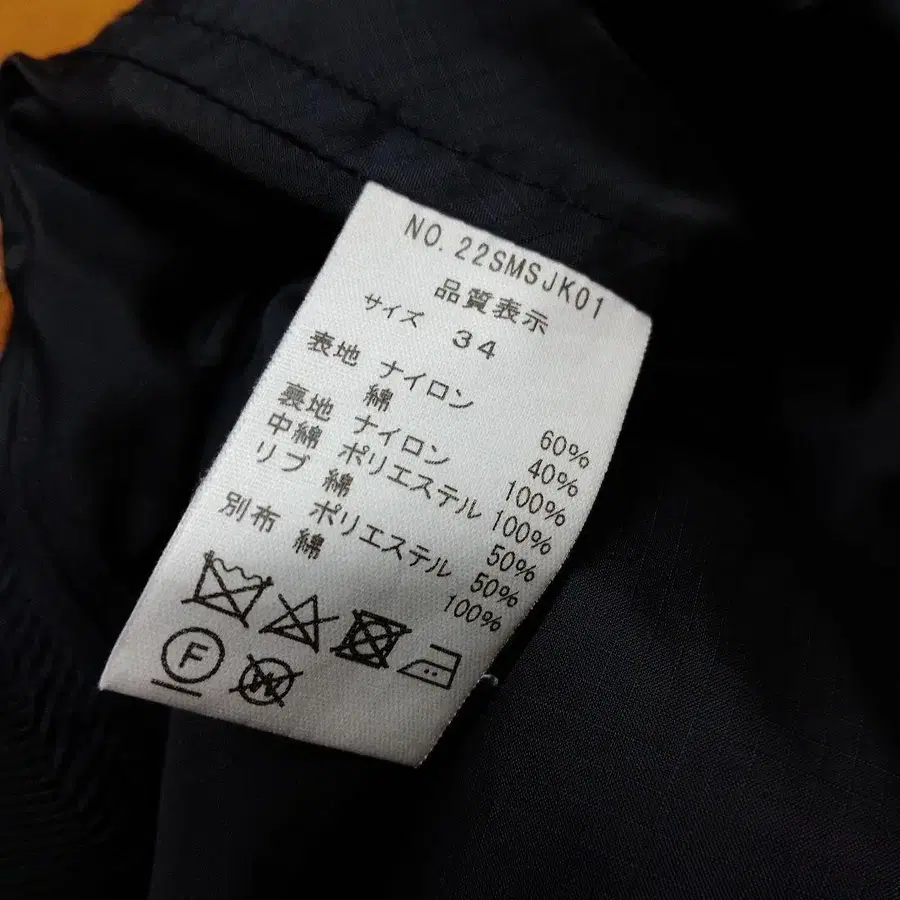 NO.22SMSJK01
品質表示
サイズ 34
表地 ナイロン 60%
綿 40%
裏地 ナイロン 100%
中綿 ポリエステル 100%
リブ 綿 50%
ポリエステル 50%
別布 綿 100%
F W